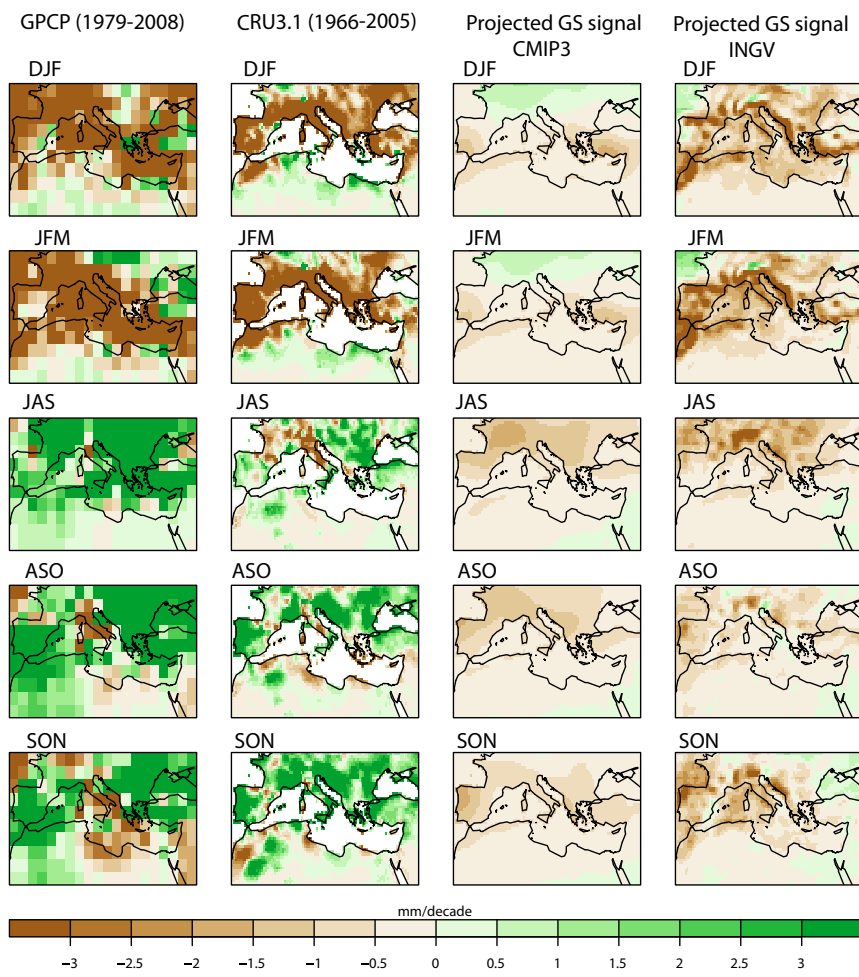 GPCP (1979-2008)
CRU3.1 (1966-2005)
Projected GS signal
CMIP3
Projected GS signal
INGV
DJF
DJF
DJF
DJF
JFM
JFM
JFM
JFM
JAS
JAS
JAS
JAS
ASO
ASO
ASO
ASO
SON
SON
SON
SON
mm/decade
−3 −2.5 −2 −1.5 −1 −0.5 0 0.5 1 1.5 2 2.5 3